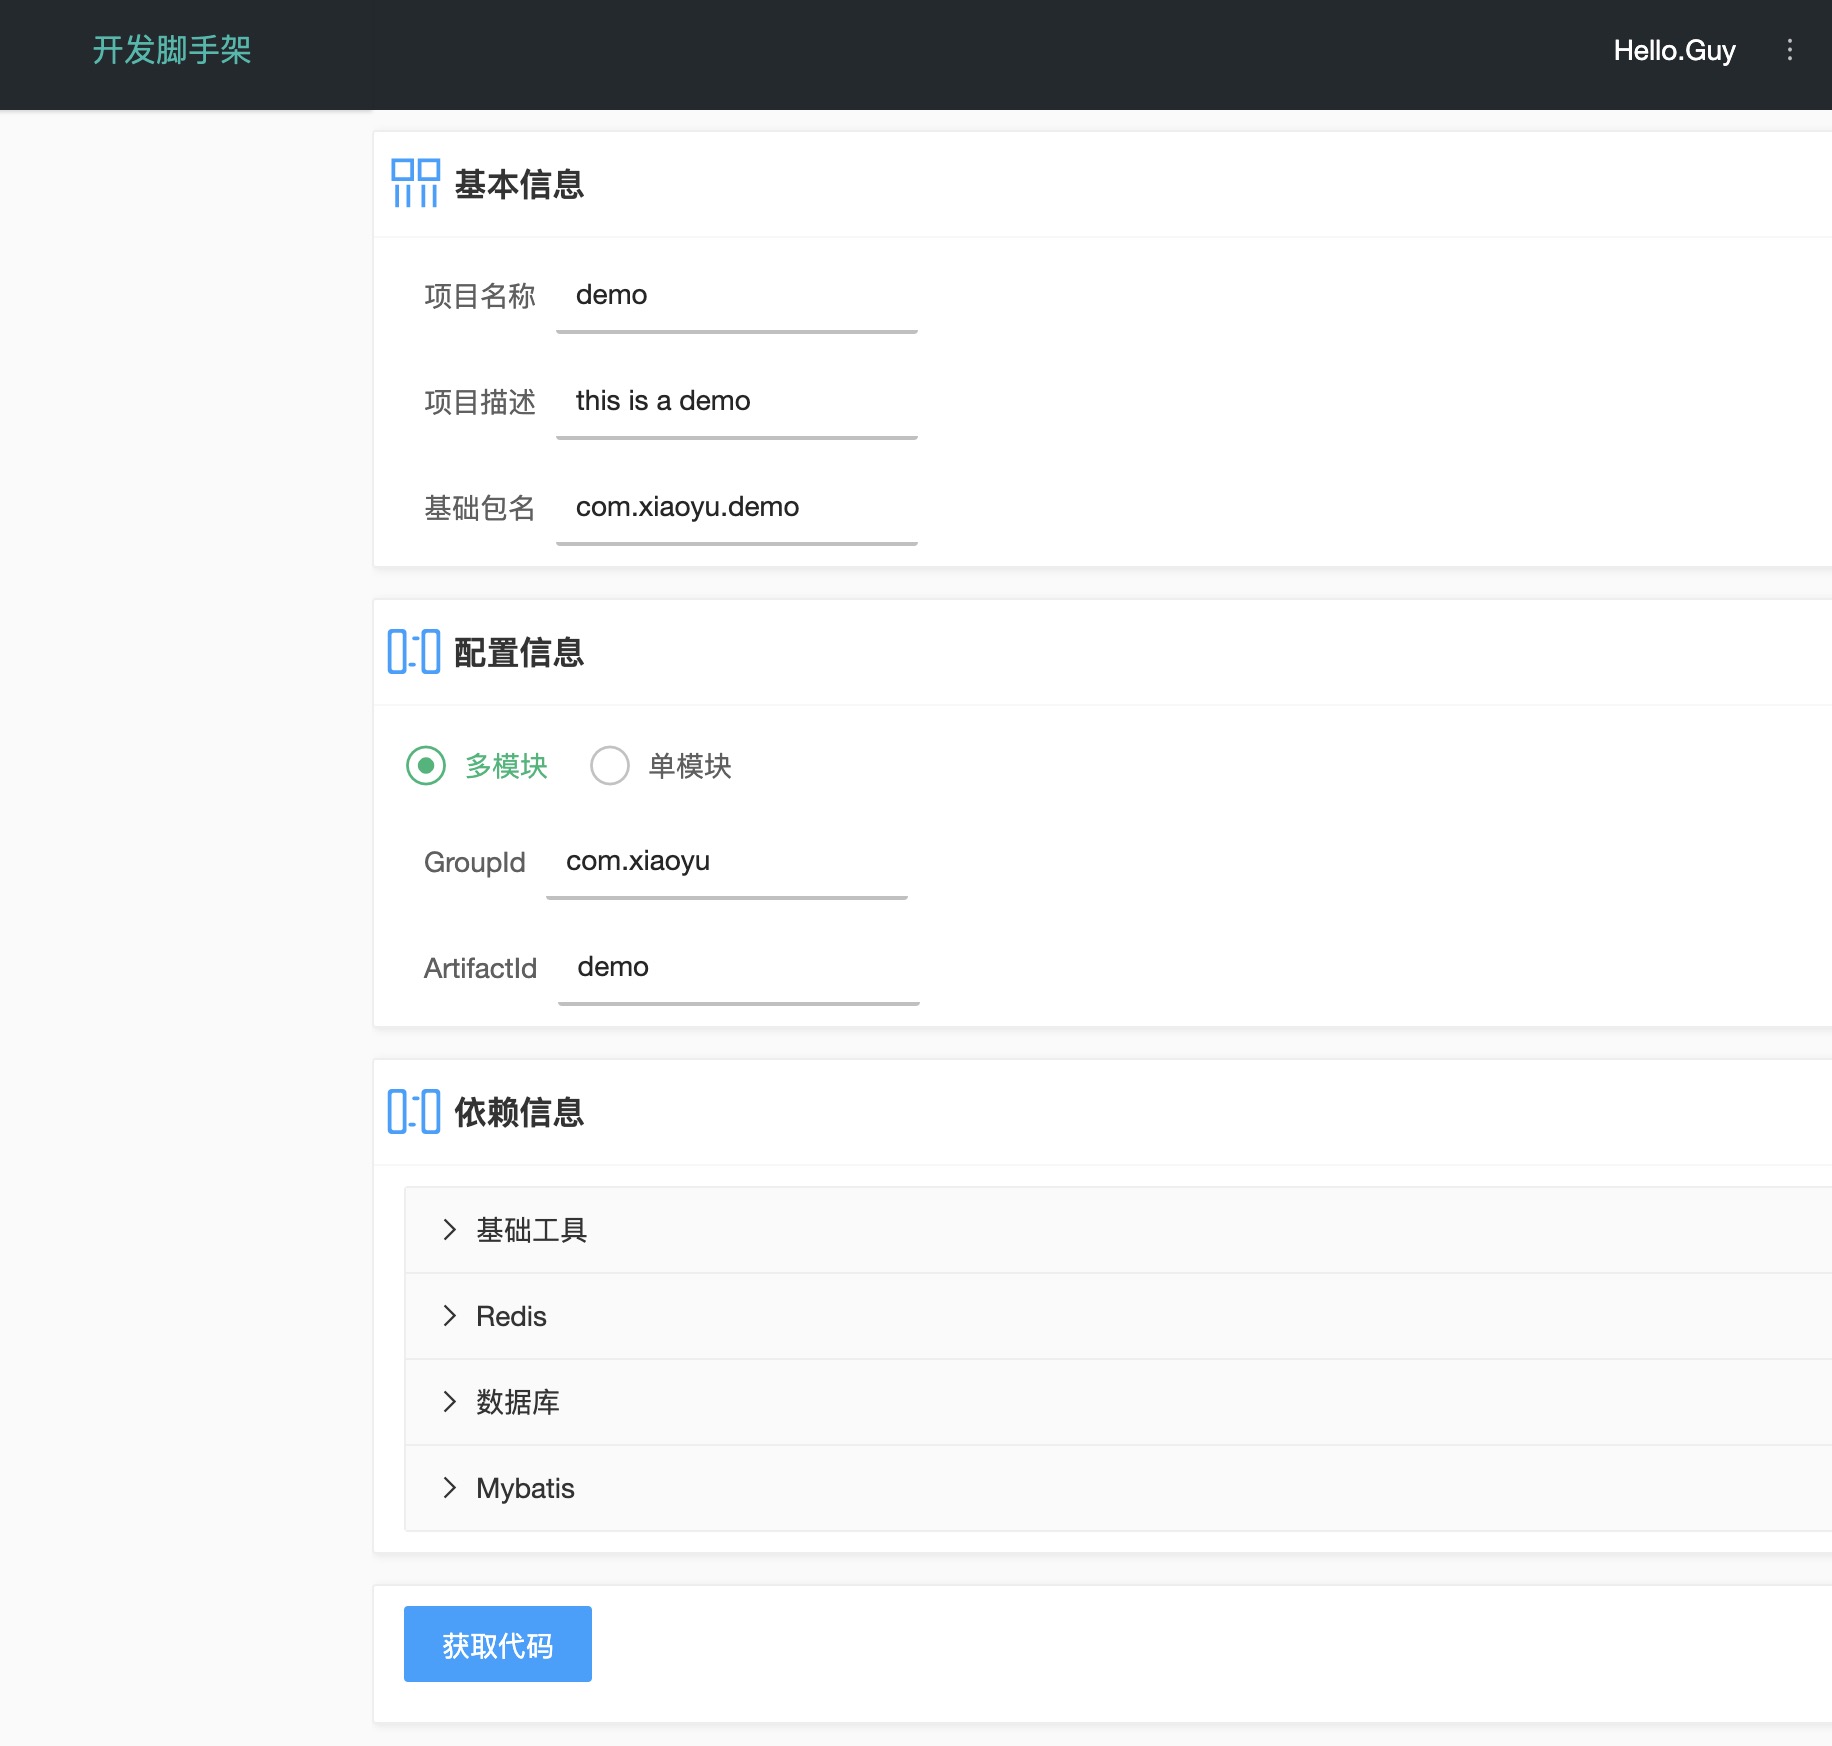 开发脚手架
Hello.Guy
基本信息
项目名称 demo
项目描述 this is a demo
基础包名 com.xiaoyu.demo
配置信息
多模块 单模块
GroupId com.xiaoyu
ArtifactId demo
依赖信息
基础工具
Redis
数据库
Mybatis
获取代码